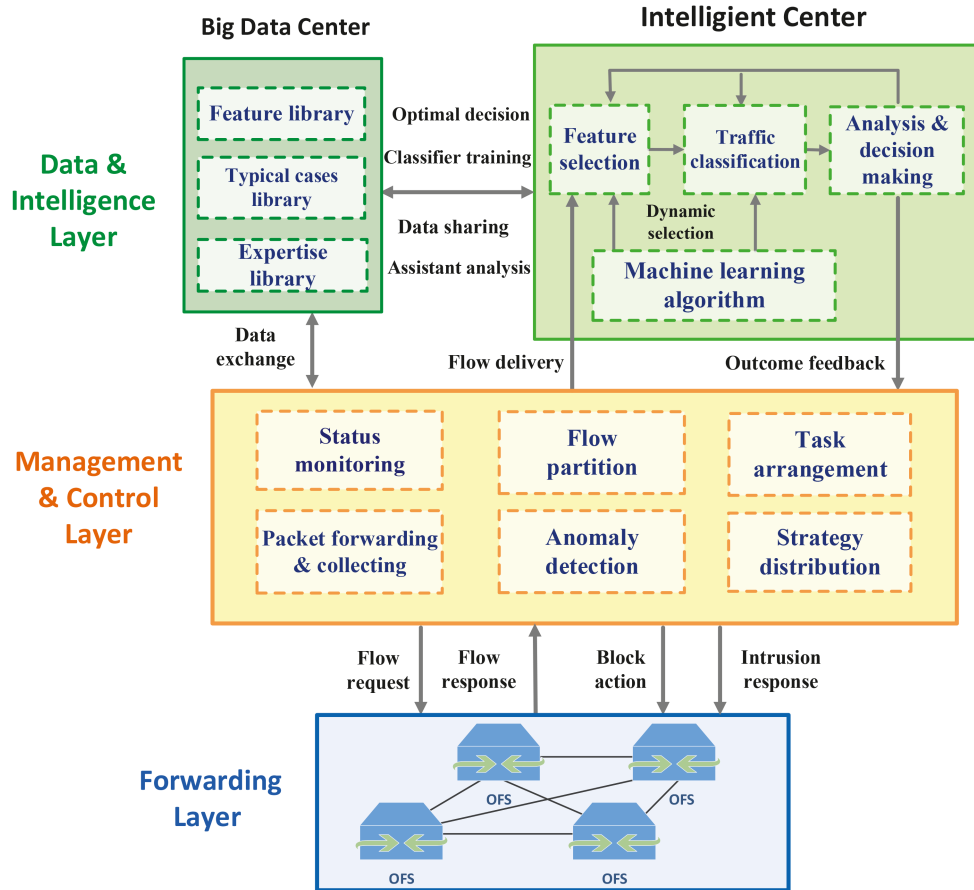 Big Data Center
Intelligient Center
Feature library
Typical cases
library
Expertise
library
Data &
Intelligence
Layer
Optimal decision
Classifier training
Data sharing
Assistant analysis
Feature
selection
Traffic
classification
Analysis &
decision
making
Dynamic
selection
Machine learning
algorithm
Data
exchange
Flow delivery
Outcome feedback
Management
& Control
Layer
Status
monitoring
Flow
partition
Task
arrangement
Packet forwarding
& collecting
Anomaly
detection
Strategy
distribution
Flow
request
Flow
response
Block
action
Intrusion
response
Forwarding
Layer
OFS
OFS
OFS
OFS